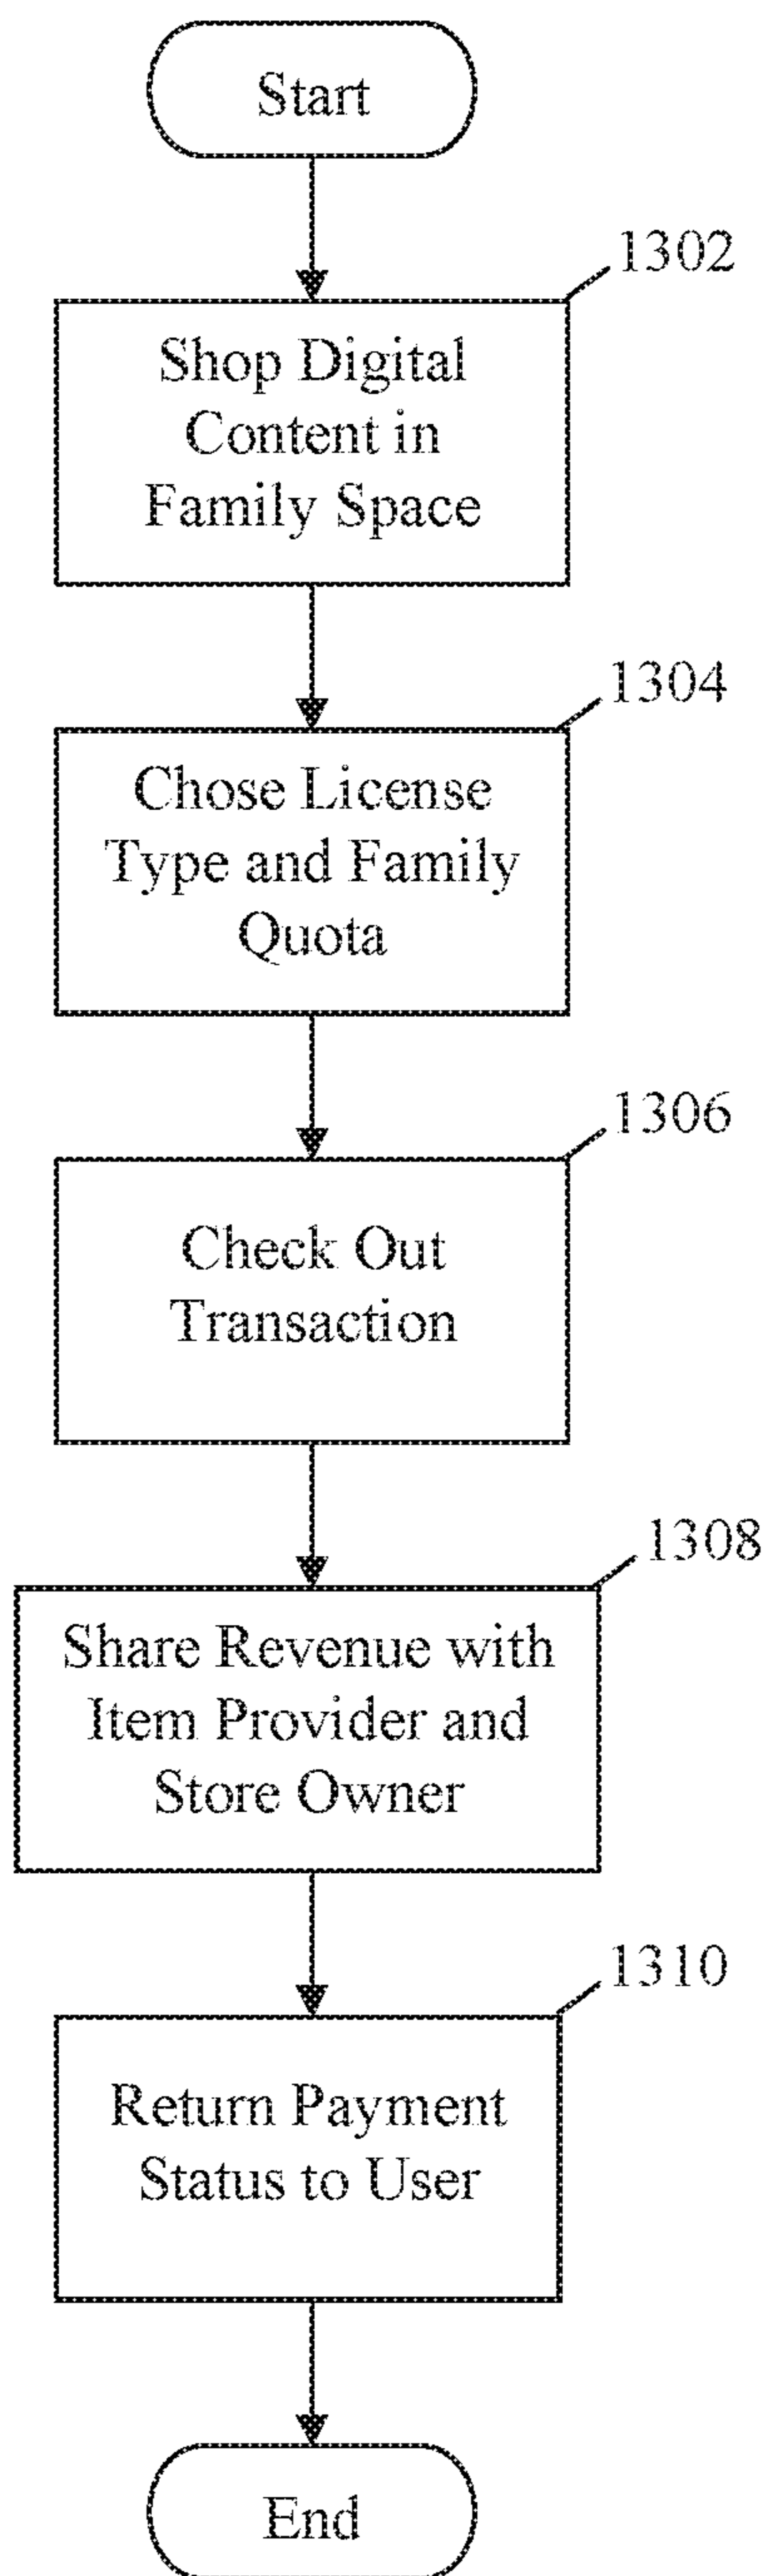 Start
1302
Shop Digital
Content in
Family Space
1304
Chose License
Type and Family
Quota
1306
Check Out
Transaction
1308
Share Revenue with
Item Provider and
Store Owner
1310
Return Payment
Status to User
End